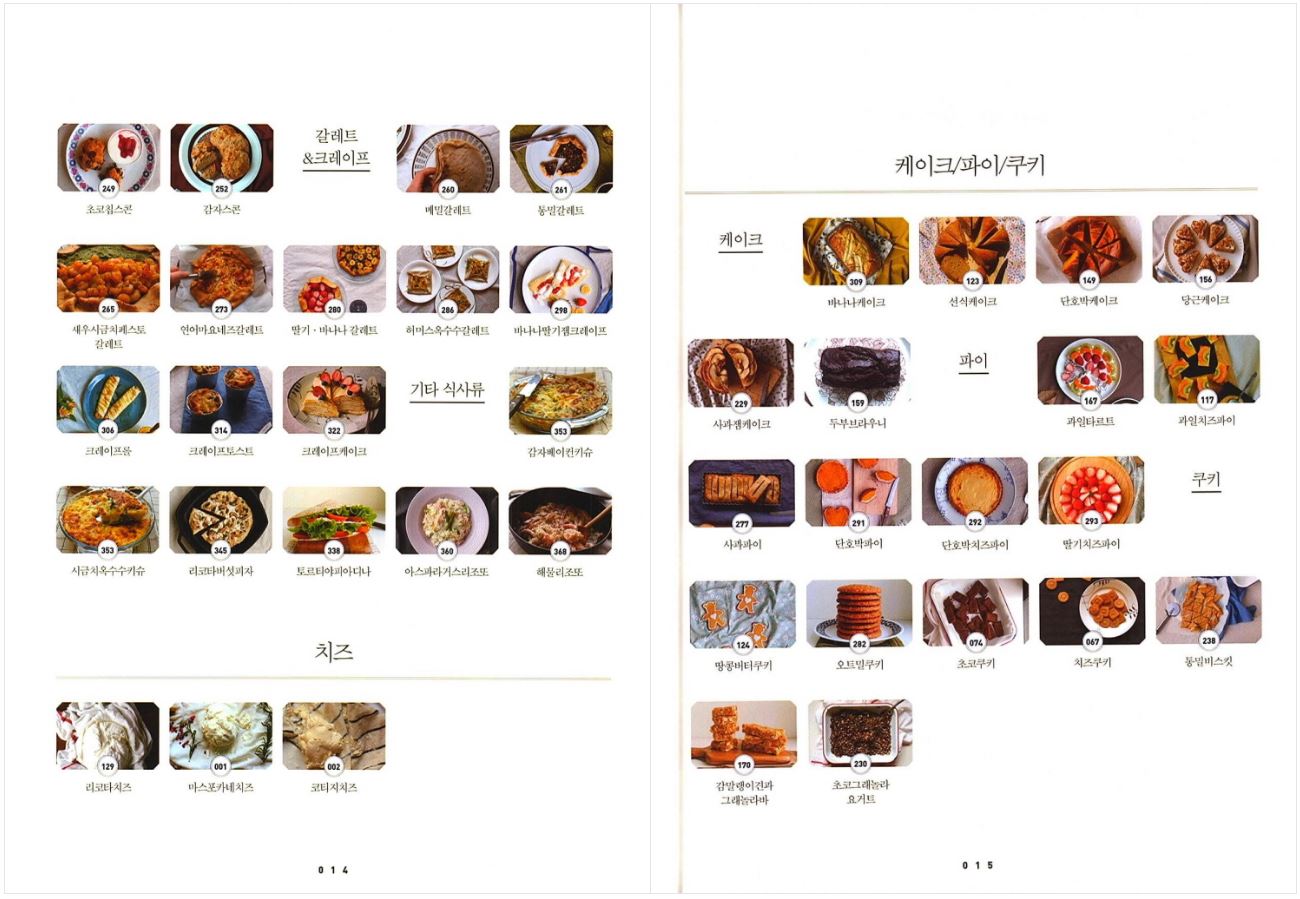 249
초코칩스콘
252
감자스콘
갈레트
&크레이프
260
메밀갈레트
261
통밀갈레트
265
새우시금치페스토
갈레트
273
연어마요네즈갈레트
280
딸기 · 바나나 갈레트
286
허머스옥수수갈레트
298
바나나딸기잼크레이프
306
크레이프롤
314
크레이프토스트
322
크레이프케이크
기타 식사류
353
감자베이컨키슈
353
시금치옥수수키슈
345
리코타버섯피자
338
토르티야피아디나
360
아스파라거스리조또
368
해물리조또
치즈
129
리코타치즈
001
마스포카네치즈
002
코티지치즈
014
케이크/파이/쿠키
케이크
309
바나나케이크
123
선식케이크
149
단호박케이크
156
당근케이크
229
사과잼케이크
159
두부브라우니
파이
167
과일타르트
117
과일치즈파이
277
사과파이
291
단호박파이
292
단호박치즈파이
293
딸기치즈파이
쿠키
124
땅콩버터쿠키
282
오트밀쿠키
074
초코쿠키
067
치즈쿠키
238
통밀비스킷
170
감말랭이견과
그래놀라바
230
초코그래놀라
요거트
015